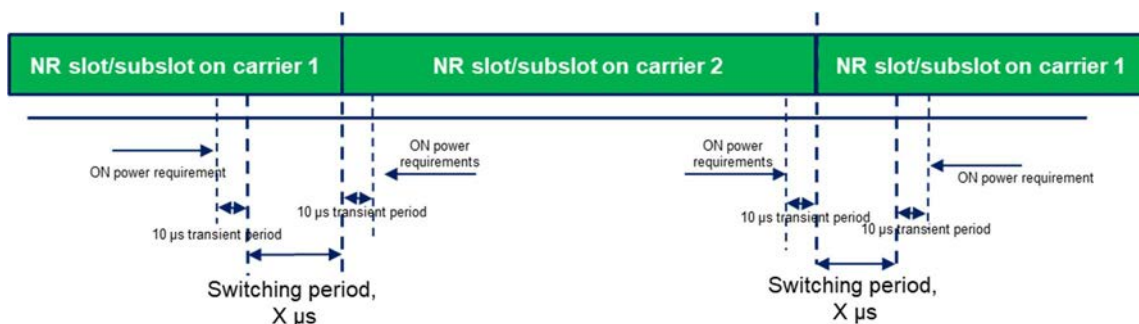 NR slot/subslot on carrier 1
NR slot/subslot on carrier 2
NR slot/subslot on carrier 1
ON power requirement
ON power
requirements
ON power
requirements
ON power requirement
10 µs transient period
10 µs transient period
10 µs transient period
10 µs transient period
Switching period,
X µs
Switching period,
X µs